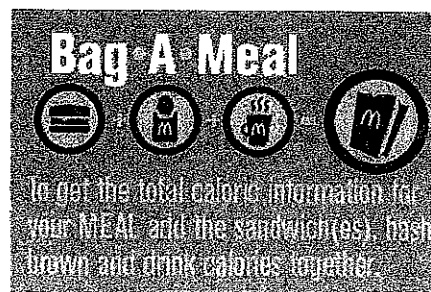 Bag•A•Meal
To get the total caloric information for
your MEAL add the sandwich(es), hash
brown and drink calories together.